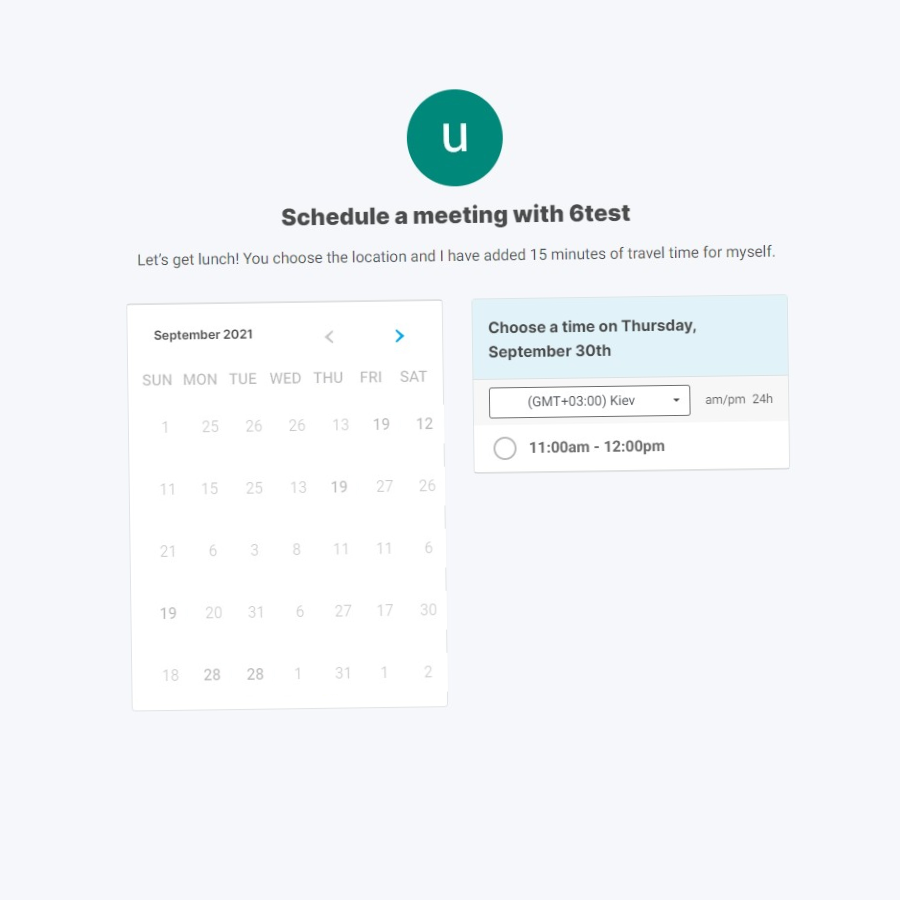 u
Schedule a meeting with 6test
Let's get lunch! You choose the location and I have added 15 minutes of travel time for myself.
September 2021
SUN MON TUE WED THU FRI SAT
1 25 26 26 13 19 12
11 15 25 13 19 27 26
21 6 3 8 11 11 6
19 20 31 6 27 17 30
18 28 28 1 31 1 2
Choose a time on Thursday,
September 30th
(GMT+03:00) Kiev am/pm 24h
11:00am - 12:00pm